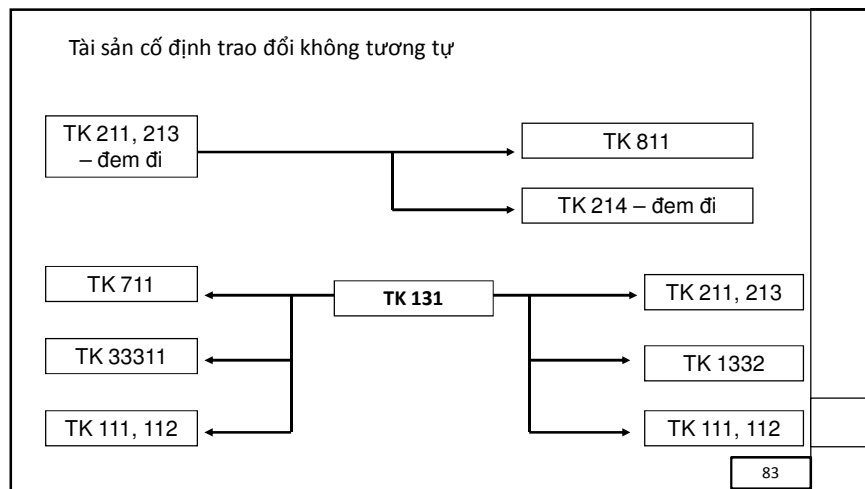 Tài sản cố định trao đổi không tương tự
TK 211, 213
– đem đi
TK 811
TK 214 – đem đi
TK 711
TK 131
TK 211, 213
TK 33311
TK 1332
TK 111, 112
TK 111, 112
83